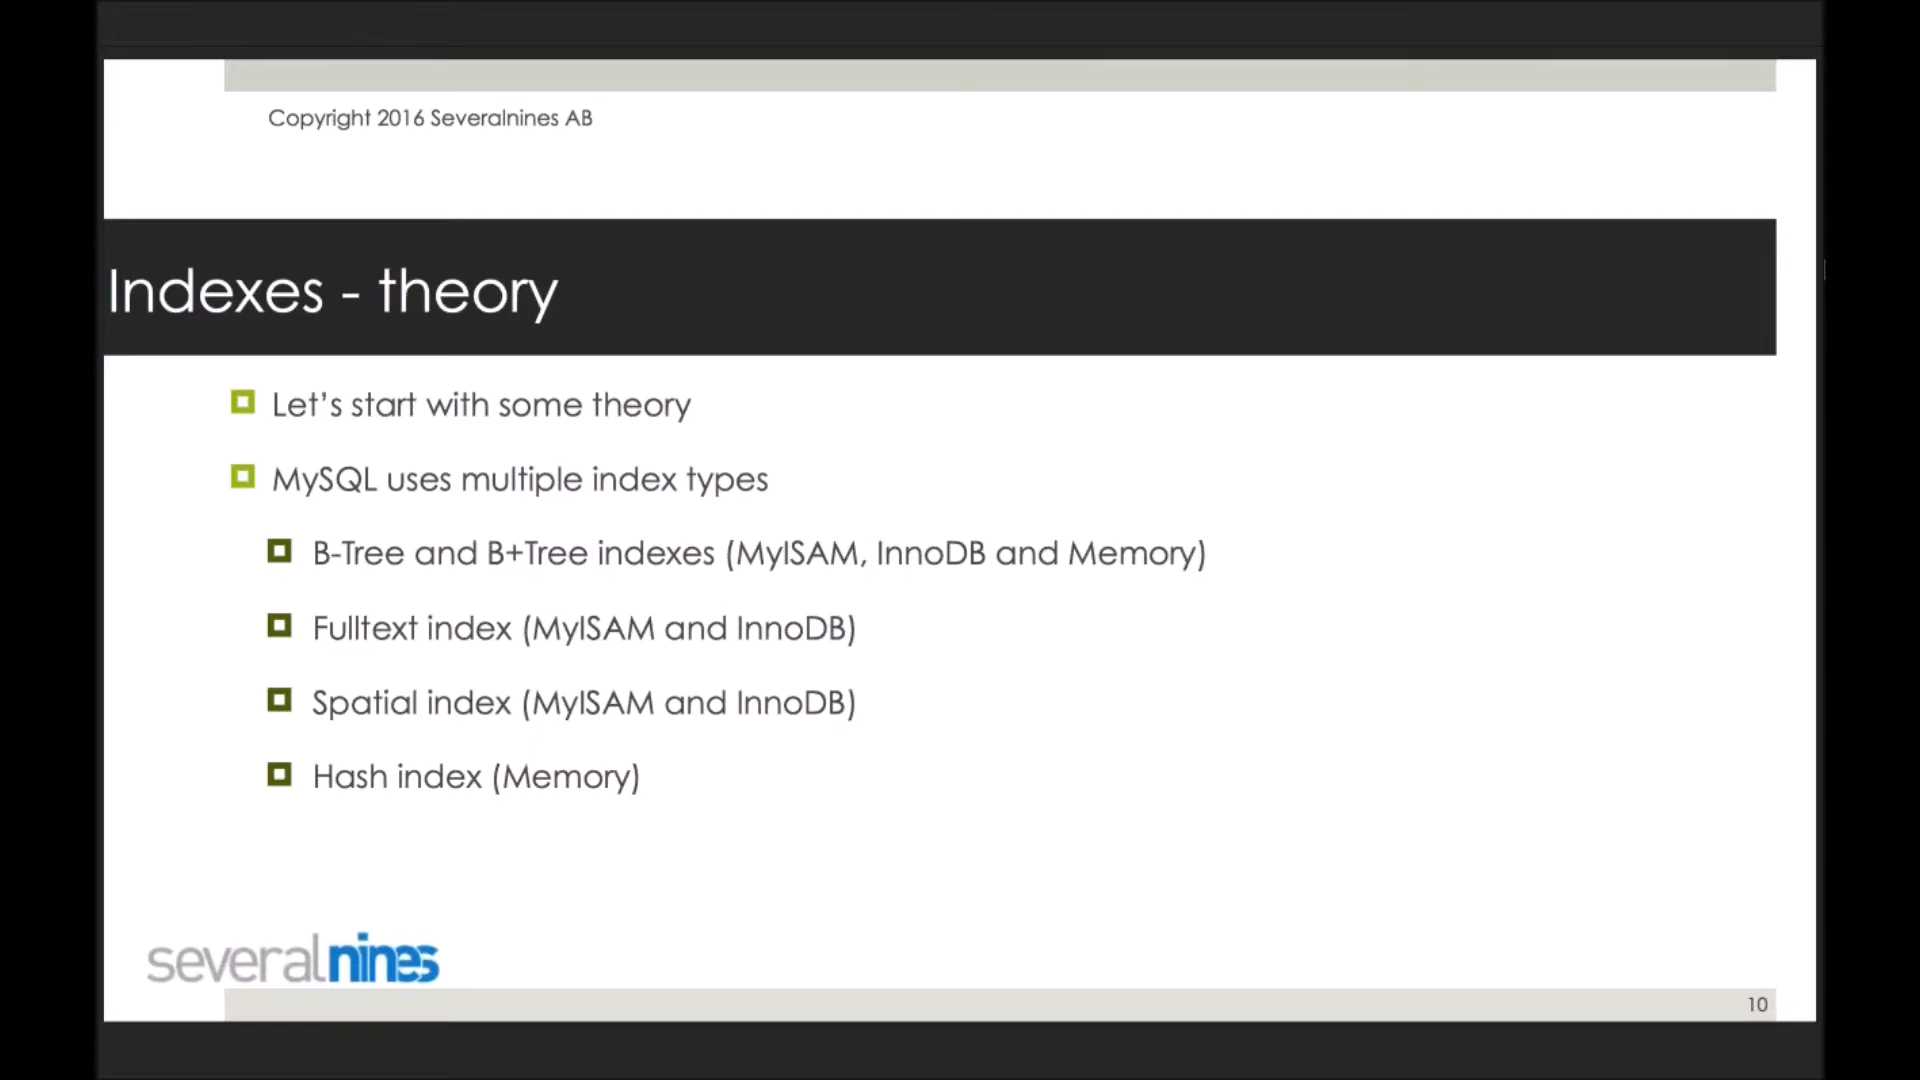 Copyright 2016 Severalnines AB
Indexes - theory
Let's start with some theory
MySQL uses multiple index types
B-Tree and B+Tree indexes (MyISAM, InnoDB and Memory)
Fulltext index (MyISAM and InnoDB)
Spatial index (MyISAM and InnoDB)
Hash index (Memory)
severalnines
10